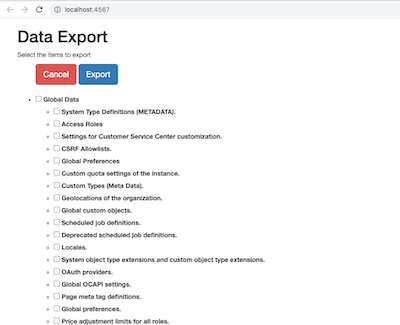 localhost:4567
Data Export
Select the items to export
Cancel Export
Global Data
System Type Definitions (METADATA).
Access Roles
Settings for Customer Service Center customization.
CSRF Allowlists.
Global Preferences
Custom quota settings of the instance.
Custom Types (Meta Data).
Geolocations of the organization.
Global custom objects.
Scheduled job definitions.
Deprecated scheduled job definitions.
Locales.
System object type extensions and custom object type extensions.
OAuth providers.
Global OCAPI settings.
Page meta tag definitions.
Global preferences.
Price adjustment limits for all roles.